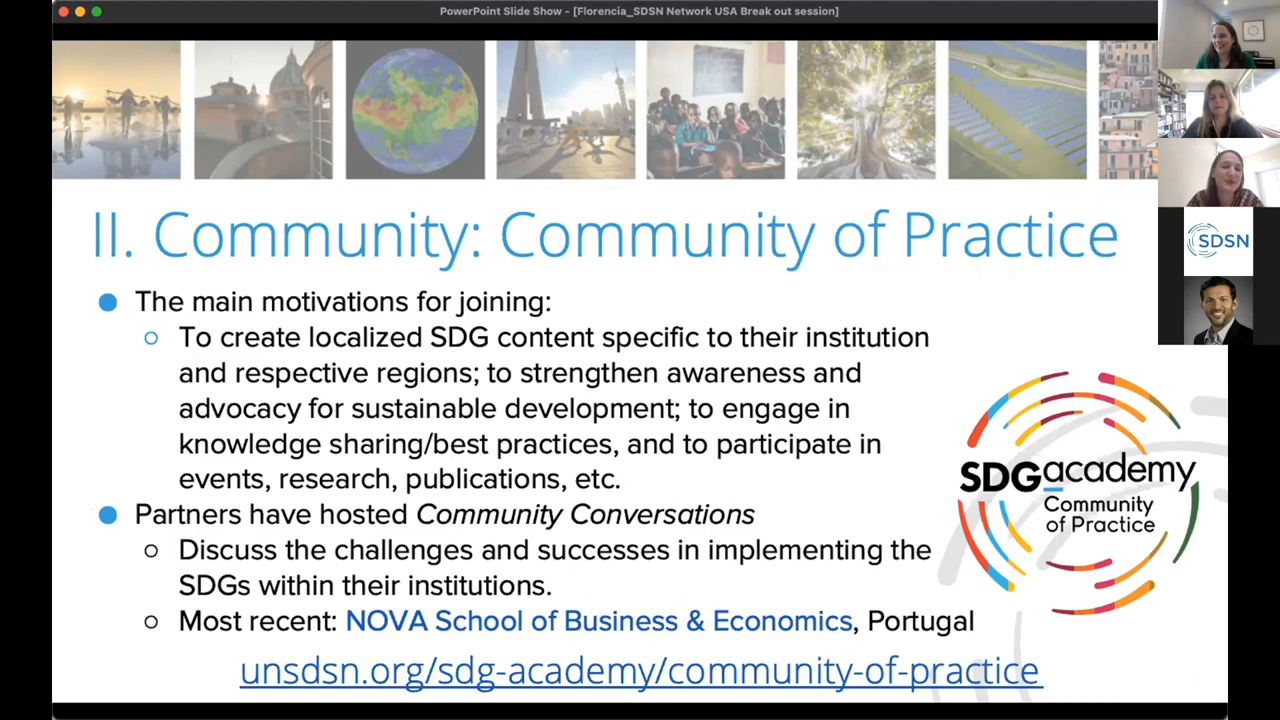 PowerPoint Slide Show - [Florencia_SDSN Network USA Break out session]
II. Community: Community of Practice
The main motivations for joining:
To create localized SDG content specific to their institution
and respective regions; to strengthen awareness and
advocacy for sustainable development; to engage in
knowledge sharing/best practices, and to participate in
events, research, publications, etc.
Partners have hosted Community Conversations
Discuss the challenges and successes in implementing the
SDGs within their institutions.
Most recent: NOVA School of Business & Economics, Portugal
unsdsn.org/sdg-academy/community-of-practice
SDGacademy
Community
of Practice
SDSN